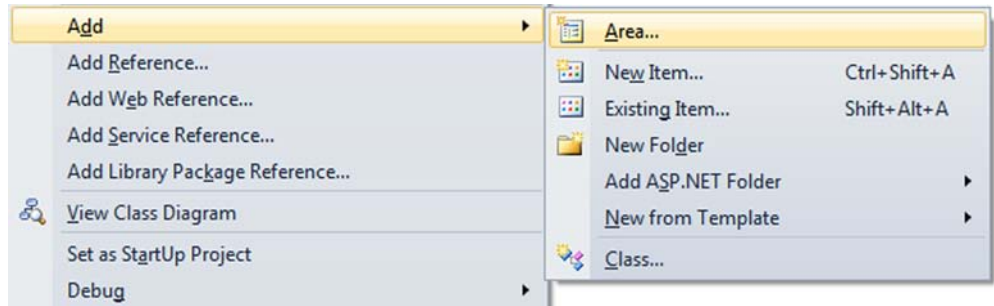 Add
Add Reference...
Add Web Reference...
Add Service Reference...
Add Library Package Reference...
View Class Diagram
Set as StartUp Project
Debug
Area...
New Item... Ctrl+Shift+A
Existing Item... Shift+Alt+A
New Folder
Add ASP.NET Folder
New from Template
Class...